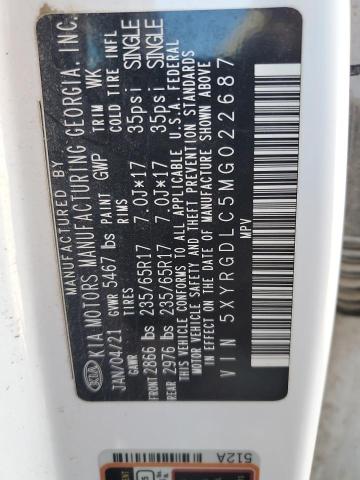 MANUFACTURED BY
KIA KIA MOTORS MANUFACTURING GEORGIA, INC.
JAN/04/21 PAINT GWP TRIM WK
GVWR 5467 lbs
GAWR TIRES RIMS COLD TIRE INFL
FRONT 2866 lbs 235/65R17 7.0J*17 35psi SINGLE
REAR 2976 lbs 235/65R17 7.0J*17 35psi SINGLE
THIS VEHICLE CONFORMS TO ALL APPLICABLE U.S.A. FEDERAL
MOTOR VEHICLE SAFETY AND THEFT PREVENTION STANDARDS
IN EFFECT ON THE DATE OF MANUFACTURE SHOWN ABOVE
VIN 5XYRGDLC5MG022687
MPV
512A